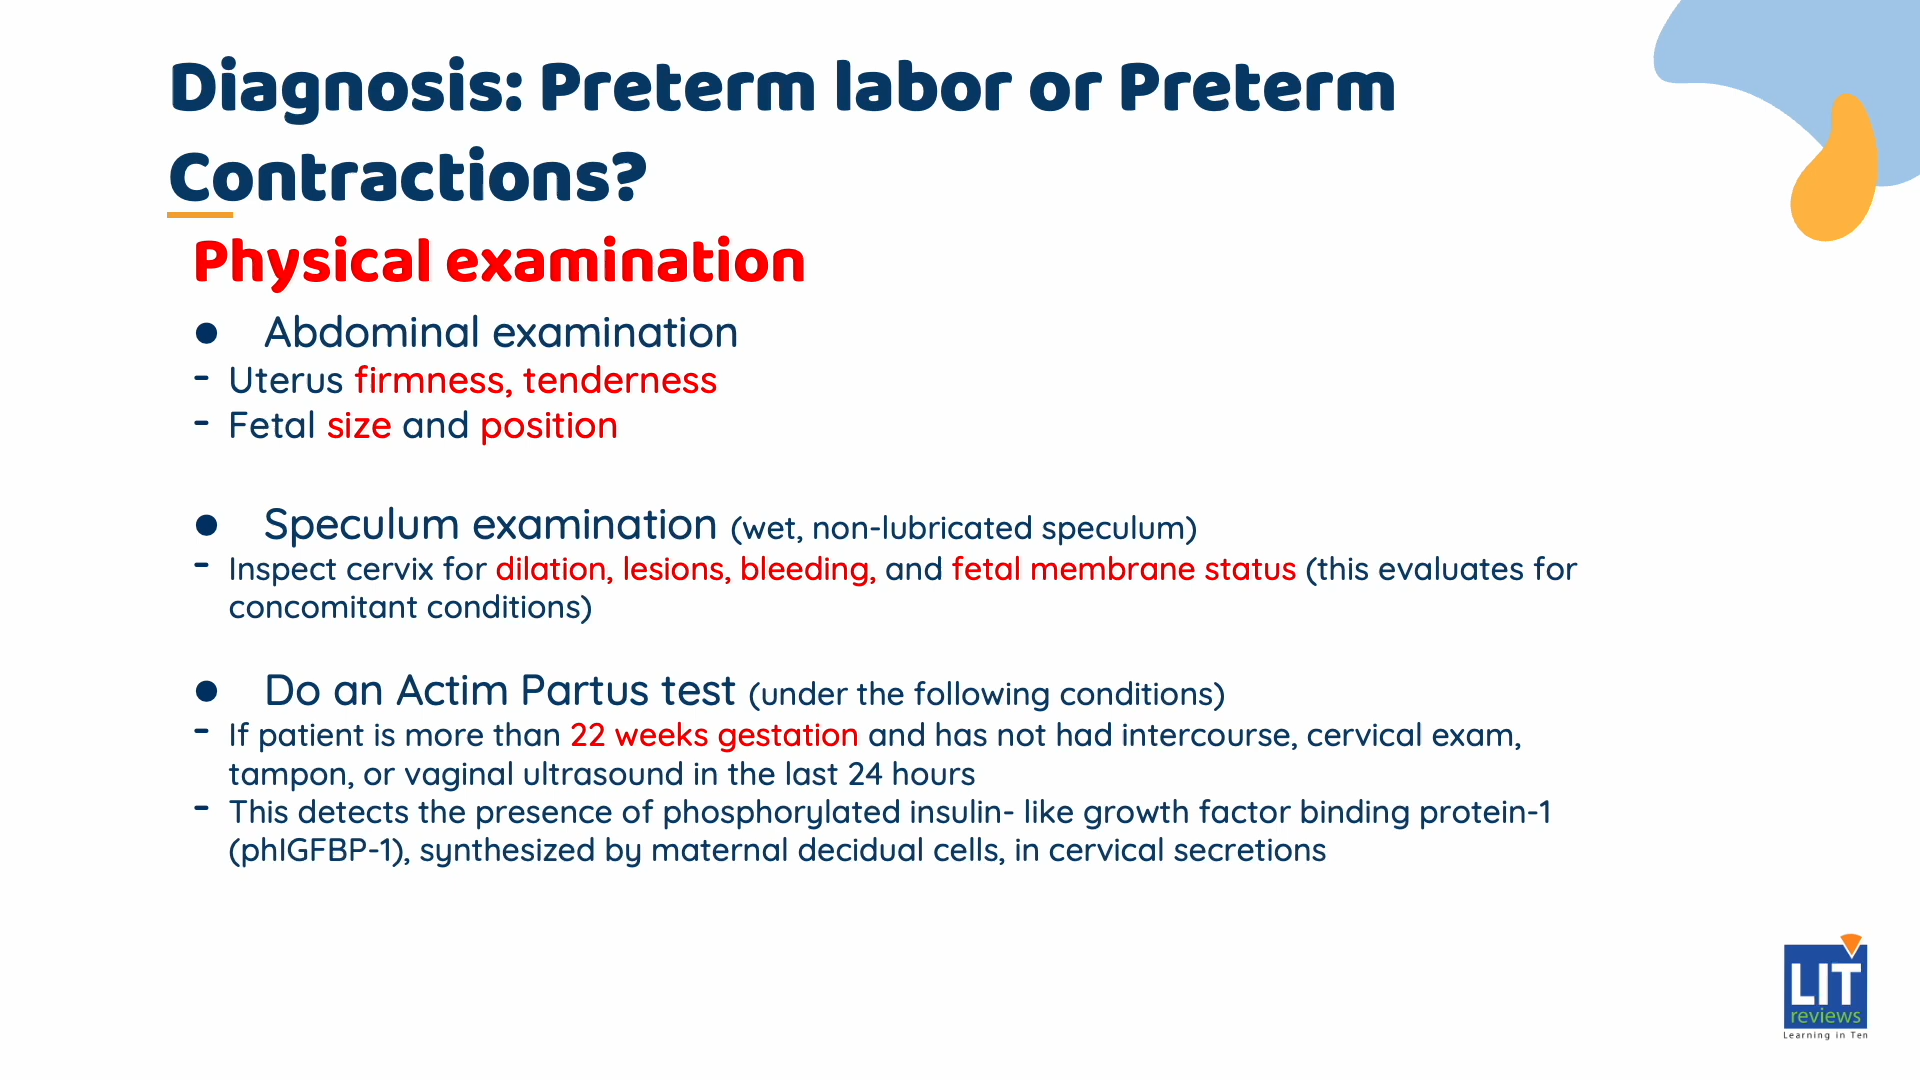 Diagnosis: Preterm labor or Preterm
Contractions?
Physical examination
● Abdominal examination
- Uterus firmness, tenderness
- Fetal size and position
● Speculum examination (wet, non-lubricated speculum)
- Inspect cervix for dilation, lesions, bleeding, and fetal membrane status (this evaluates for
concomitant conditions)
● Do an Actim Partus test (under the following conditions)
- If patient is more than 22 weeks gestation and has not had intercourse, cervical exam,
tampon, or vaginal ultrasound in the last 24 hours
- This detects the presence of phosphorylated insulin- like growth factor binding protein-1
(phIGFBP-1), synthesized by maternal decidual cells, in cervical secretions
LIT
reviews
Learning in Ten